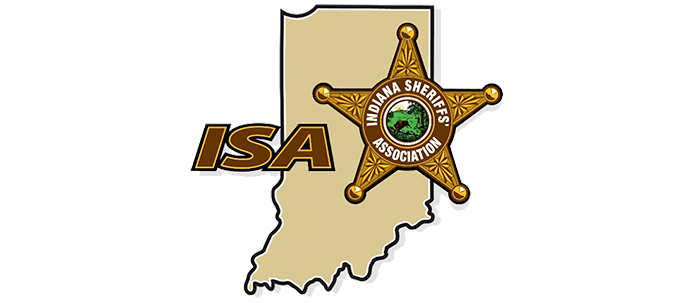 ISA
INDIANA SHERIFFS'
ASSOCIATION